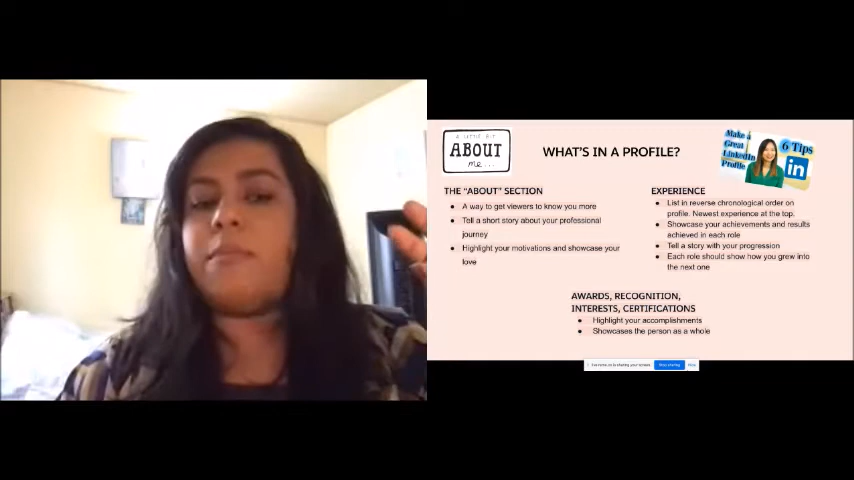 A LITTLE BIT
ABOUT
me...
WHAT'S IN A PROFILE?
Make a
Great
LinkedIn
Profile
6 Tips
in
THE "ABOUT" SECTION
• A way to get viewers to know you more
• Tell a short story about your professional
journey
• Highlight your motivations and showcase your
love
EXPERIENCE
• List in reverse chronological order on
profile. Newest experience at the top.
• Showcase your achievements and results
achieved in each role
• Tell a story with your progression
• Each role should show how you grew into
the next one
AWARDS, RECOGNITION,
INTERESTS, CERTIFICATIONS
• Highlight your accomplishments
• Showcases the person as a whole
is sharing your screen.
Stop sharing
Hide